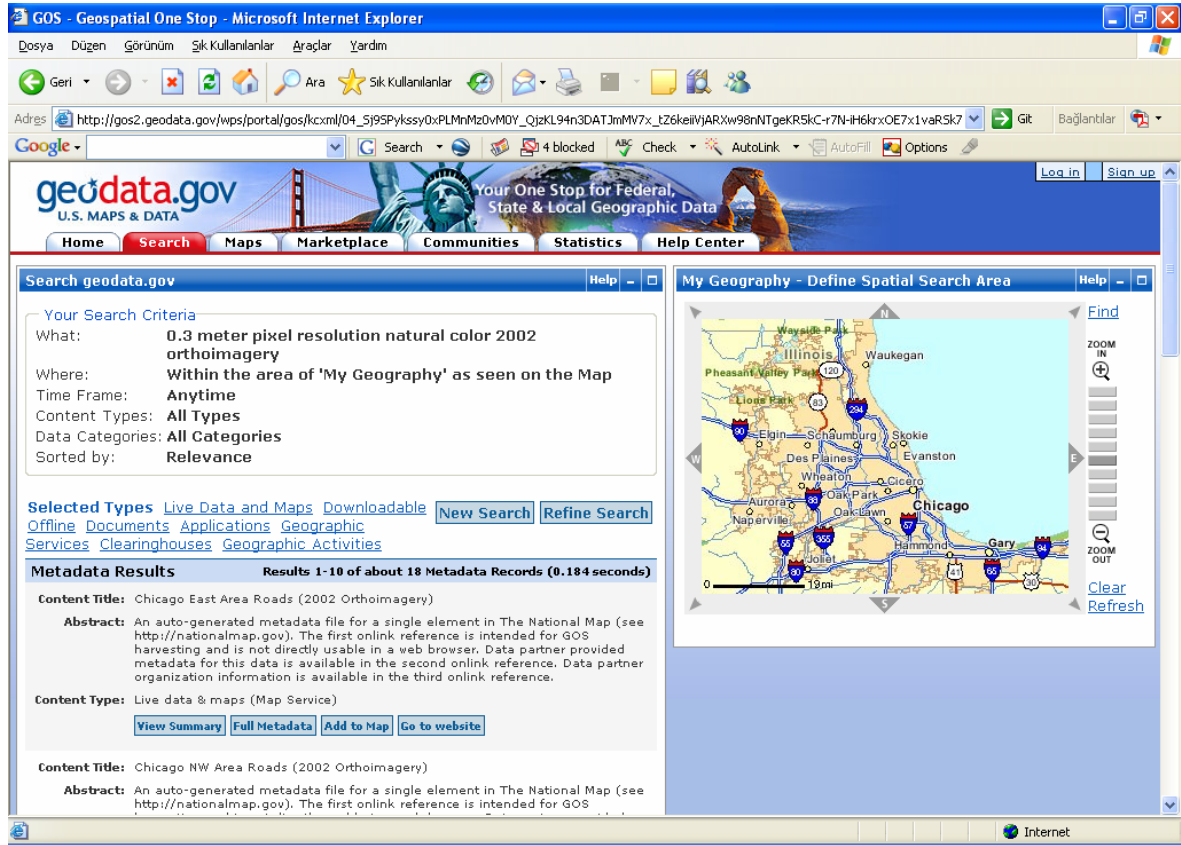 GOS - Geospatial One Stop - Microsoft Internet Explorer
Dosya Düzen Görünüm Sık Kullanılanlar Araçlar Yardım
Geri Ara Sık Kullanılanlar
Adres http://gos2.geodata.gov/wps/portal/gos/kcxml/ Git Bağlantılar
Google Search 4 blocked ABC Check AutoLink AutoFill Options
geodata.gov
U.S. MAPS & DATA
Your One Stop for Federal,
State & Local Geographic Data
Log in Sign up
Home Search Maps Marketplace Communities Statistics Help Center
Search geodata.gov Help
Your Search Criteria
What: 0.3 meter pixel resolution natural color 2002
orthoimagery
Where: Within the area of 'My Geography' as seen on the Map
Time Frame: Anytime
Content Types: All Types
Data Categories: All Categories
Sorted by: Relevance
Selected Types Live Data and Maps Downloadable
Offline Documents Applications Geographic
Services Clearinghouses Geographic Activities
New Search Refine Search
Metadata Results Results 1-10 of about 18 Metadata Records (0.184 seconds)
Content Title: Chicago East Area Roads (2002 Orthoimagery)
Abstract: An auto-generated metadata file for a single element in The National Map (see
http://nationalmap.gov). The first onlink reference is intended for GOS
harvesting and is not directly usable in a web browser. Data partner provided
metadata for this data is available in the second onlink reference. Data partner
organization information is available in the third onlink reference.
Content Type: Live data & maps (Map Service)
View Summary Full Metadata Add to Map Go to website
Content Title: Chicago NW Area Roads (2002 Orthoimagery)
Abstract: An auto-generated metadata file for a single element in The National Map (see
http://nationalmap.gov). The first onlink reference is intended for GOS
My Geography - Define Spatial Search Area Help
N
Find
Wayside Park
ZOOM
IN
Illinois Waukegan
Pheasant Valley Park 120
Lions Park 83 294
90 Elgin Schaumburg Skokie
Des Plaines Evanston
W E
Wheaton Cicero
Aurora 88 Oak Park
Naperville Oak Lawn Chicago
57
55 355 Hammond Gary 94
ZOOM
OUT
Joliet
80 41 65 30
0 19mi
S
Clear
Refresh
Internet